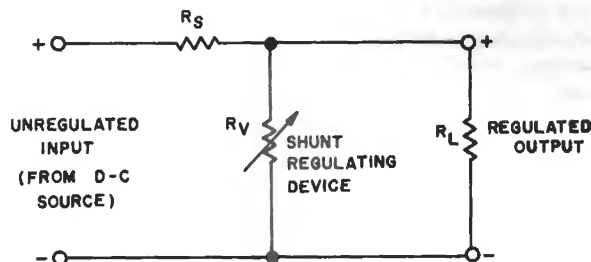 R_S
+
+
UNREGULATED
INPUT
(FROM D-C
SOURCE)
R_V
SHUNT
REGULATING
DEVICE
R_L
REGULATED
OUTPUT
-
-